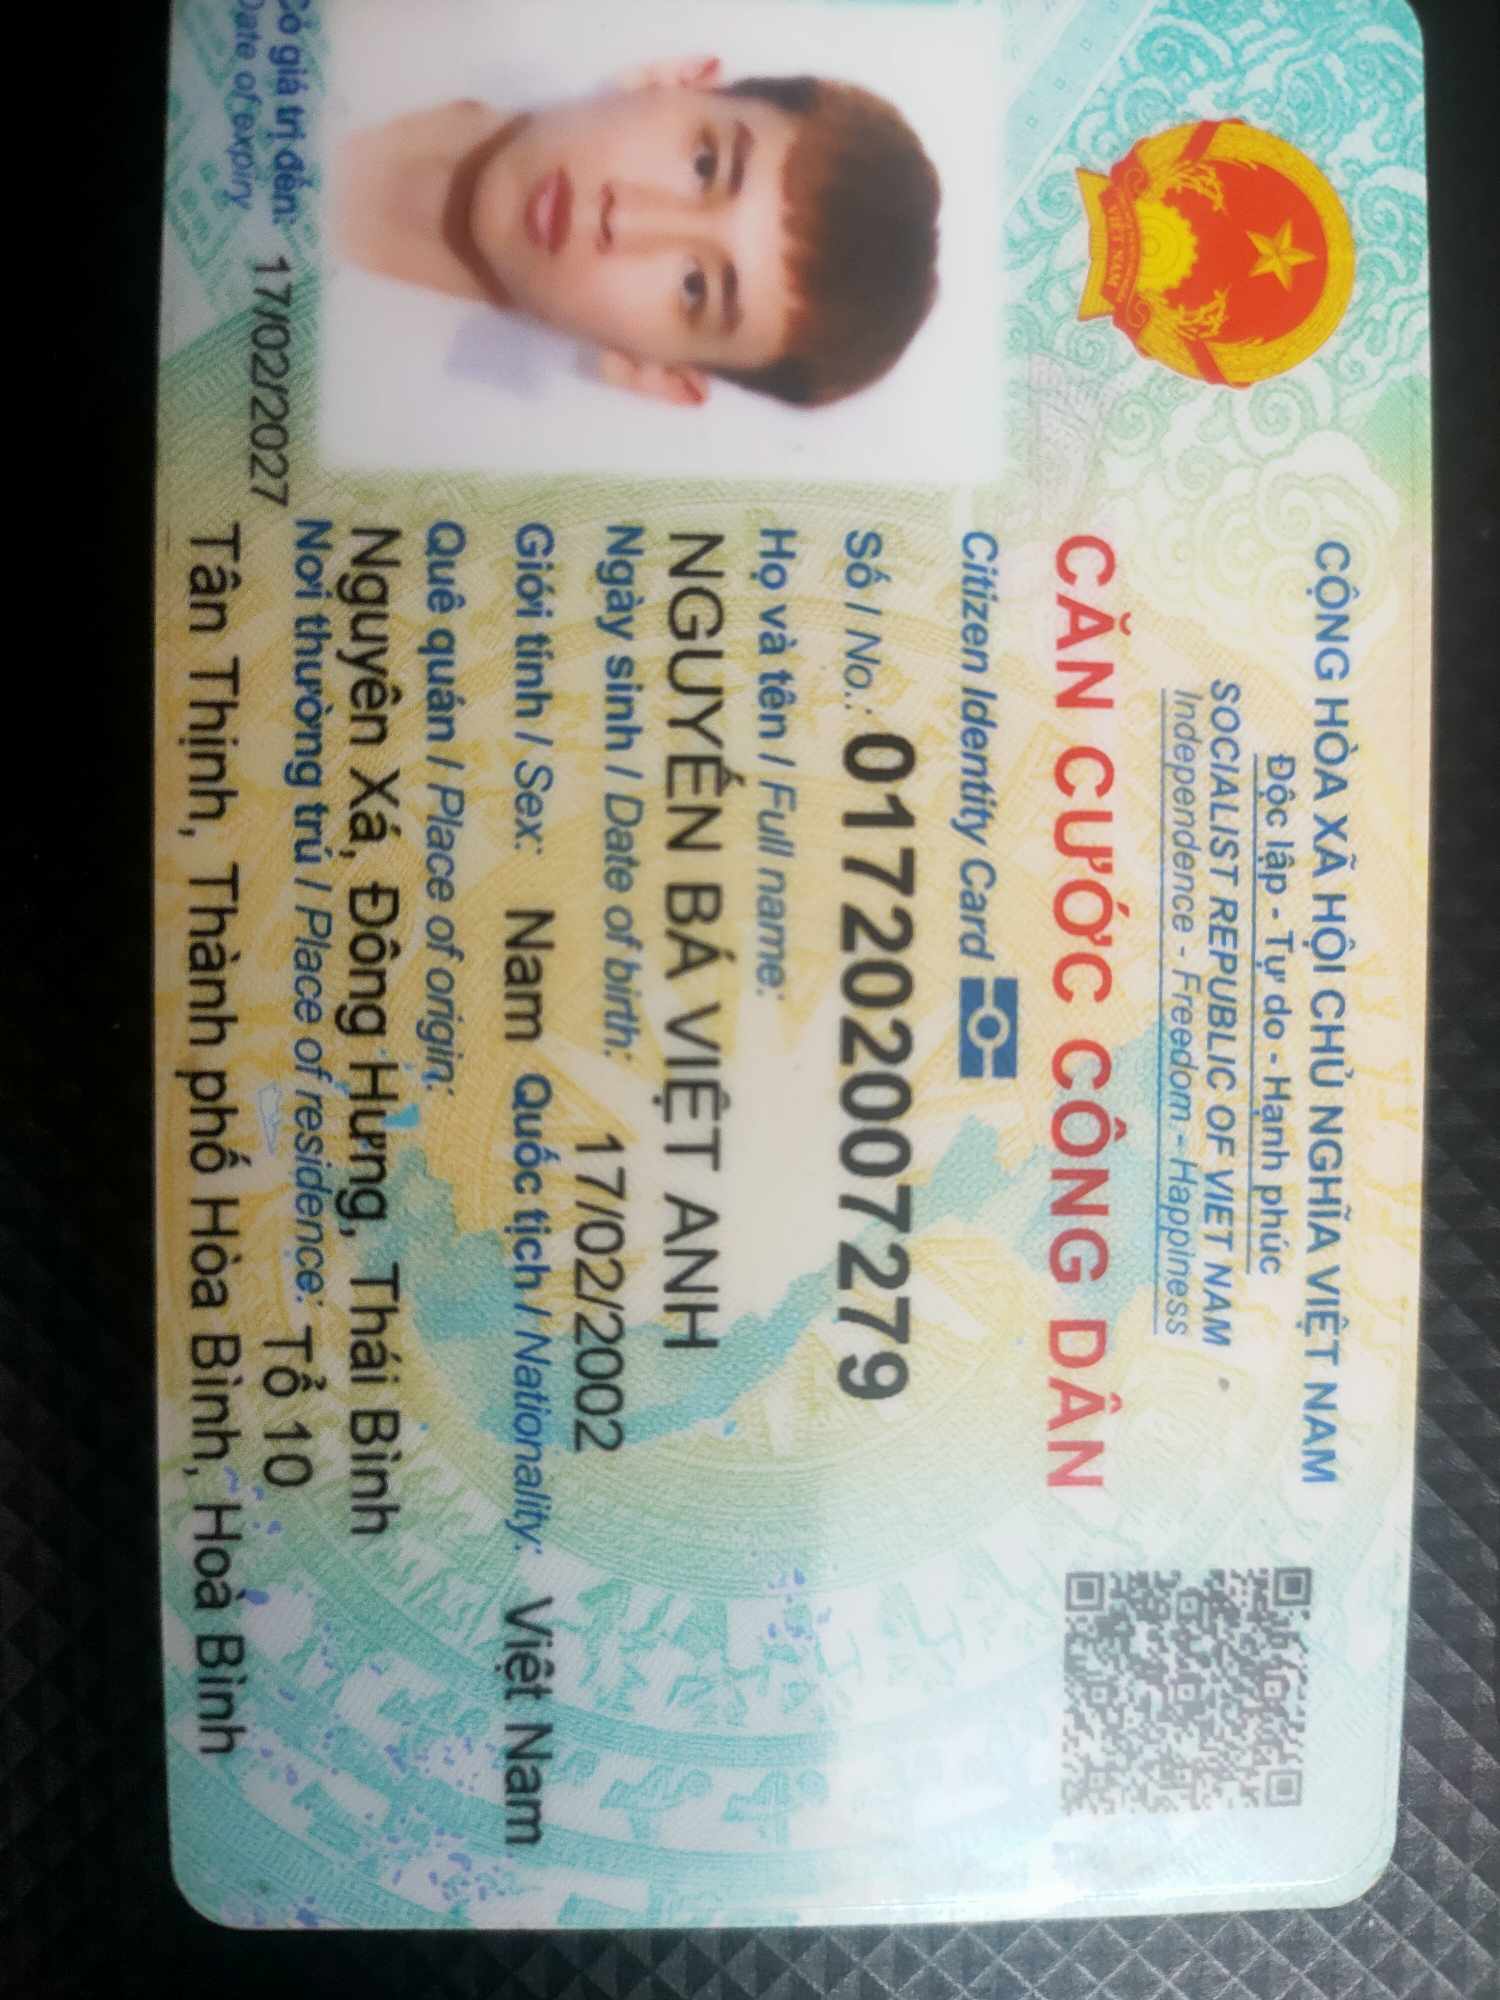 CỘNG HÒA XÃ HỘI CHỦ NGHĨA VIỆT NAM
Độc lập - Tự do - Hạnh phúc
SOCIALIST REPUBLIC OF VIET NAM
Independence - Freedom - Happiness
CĂN CƯỚC CÔNG DÂN
Citizen Identity Card
Số / No.: 017202007279
Họ và tên / Full name:
NGUYỄN BÁ VIỆT ANH
Ngày sinh / Date of birth: 17/02/2002
Giới tính / Sex: Nam Quốc tịch / Nationality: Việt Nam
Quê quán / Place of origin:
Nguyên Xá, Đông Hưng, Thái Bình
Nơi thường trú / Place of residence: Tổ 10
Tân Thịnh, Thành phố Hòa Bình, Hoà Bình
Có giá trị đến: 17/02/2027
Date of expiry
VIỆT NAM